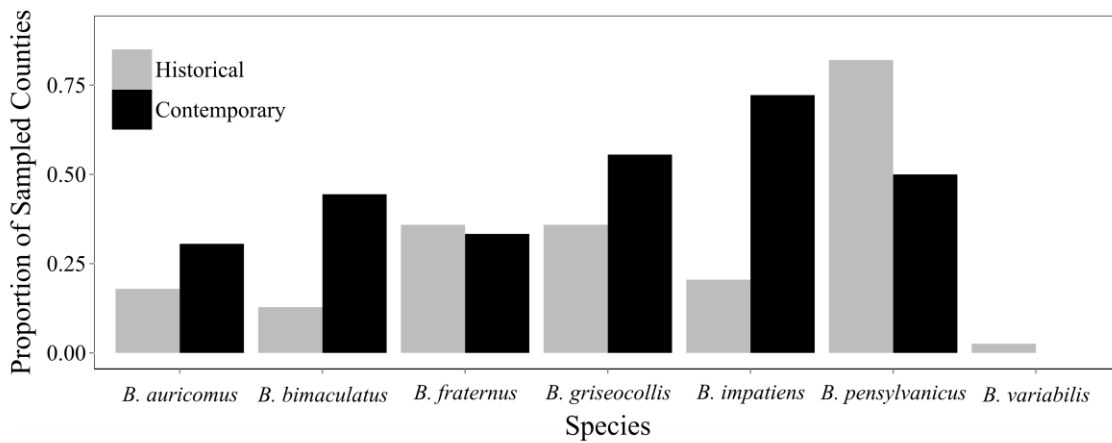 Proportion of Sampled Counties
0.75
0.50
0.25
0.00
Historical
Contemporary
B. auricomus B. bimaculatus B. fraternus B. griseocollis B. impatiens B. pensylvanicus B. variabilis
Species